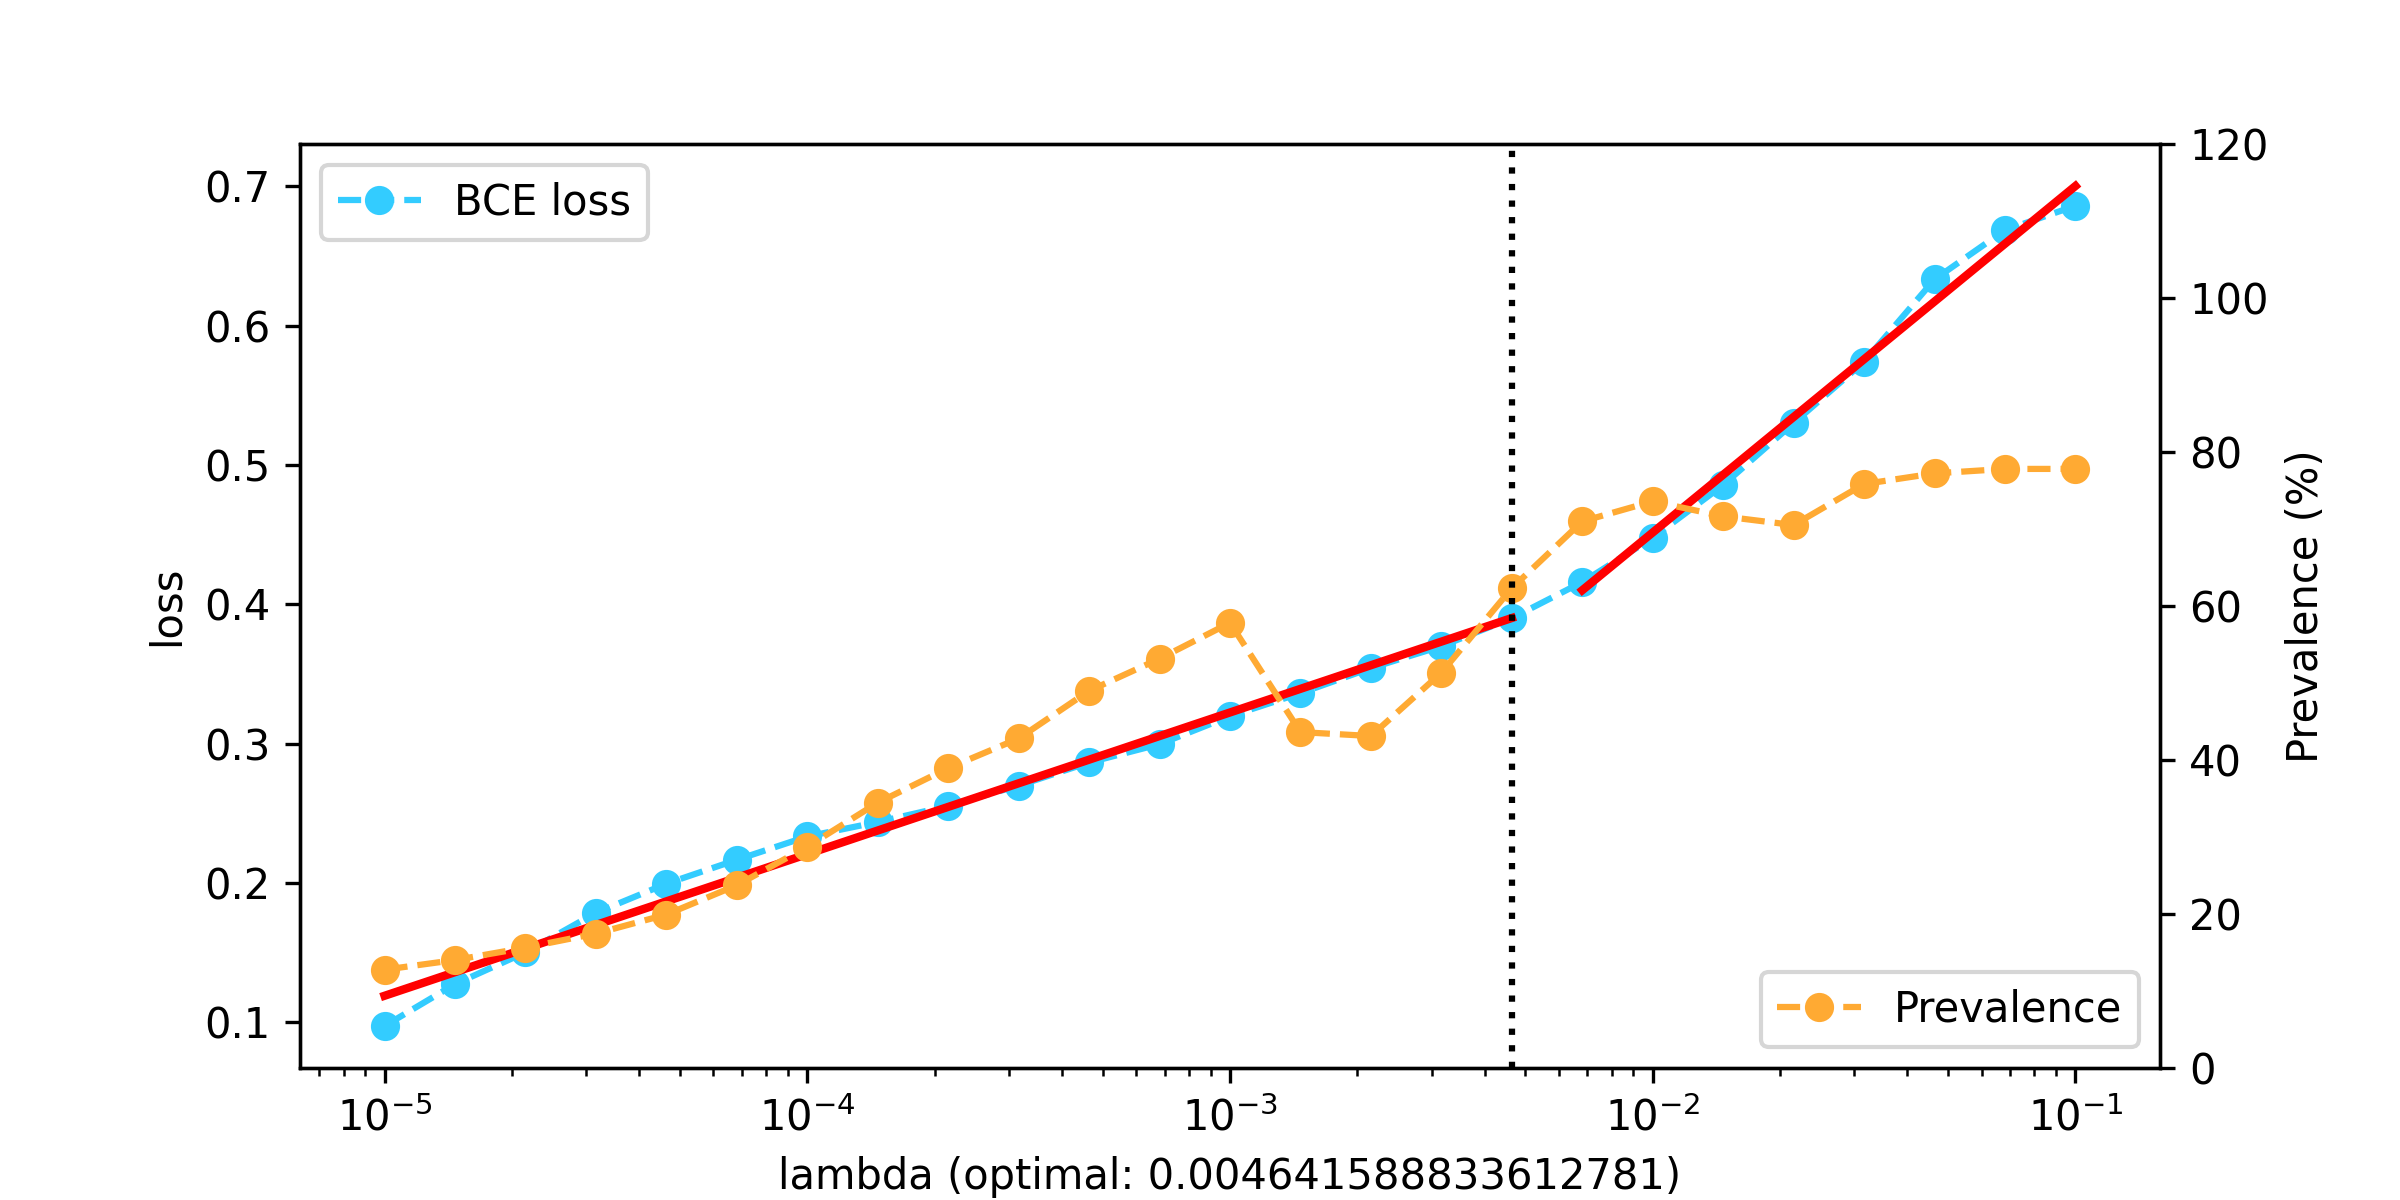 BCE loss
Prevalence
0.7
0.6
0.5
0.4
0.3
0.2
0.1
loss
120
100
80
60
40
20
0
Prevalence (%)
10⁻⁵ 10⁻⁴ 10⁻³ 10⁻² 10⁻¹
lambda (optimal: 0.004641588833612781)